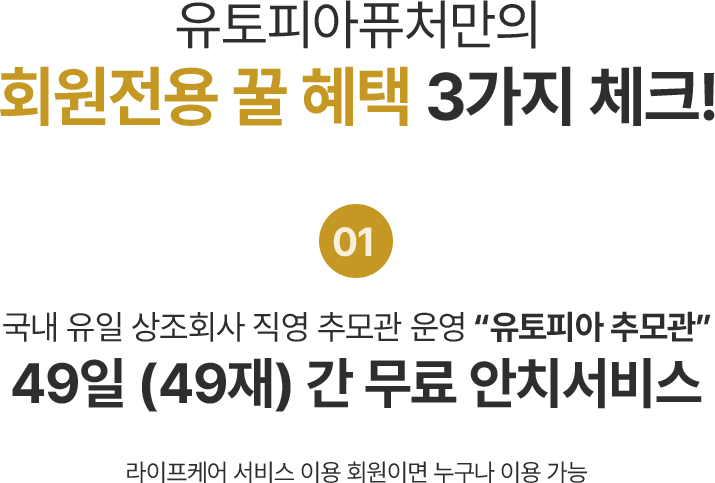 유토피아퓨처만의
회원전용 꿀 혜택 3가지 체크!
01
국내 유일 상조회사 직영 추모관 운영 “유토피아 추모관”
49일 (49재) 간 무료 안치서비스
라이프케어 서비스 이용 회원이면 누구나 이용 가능